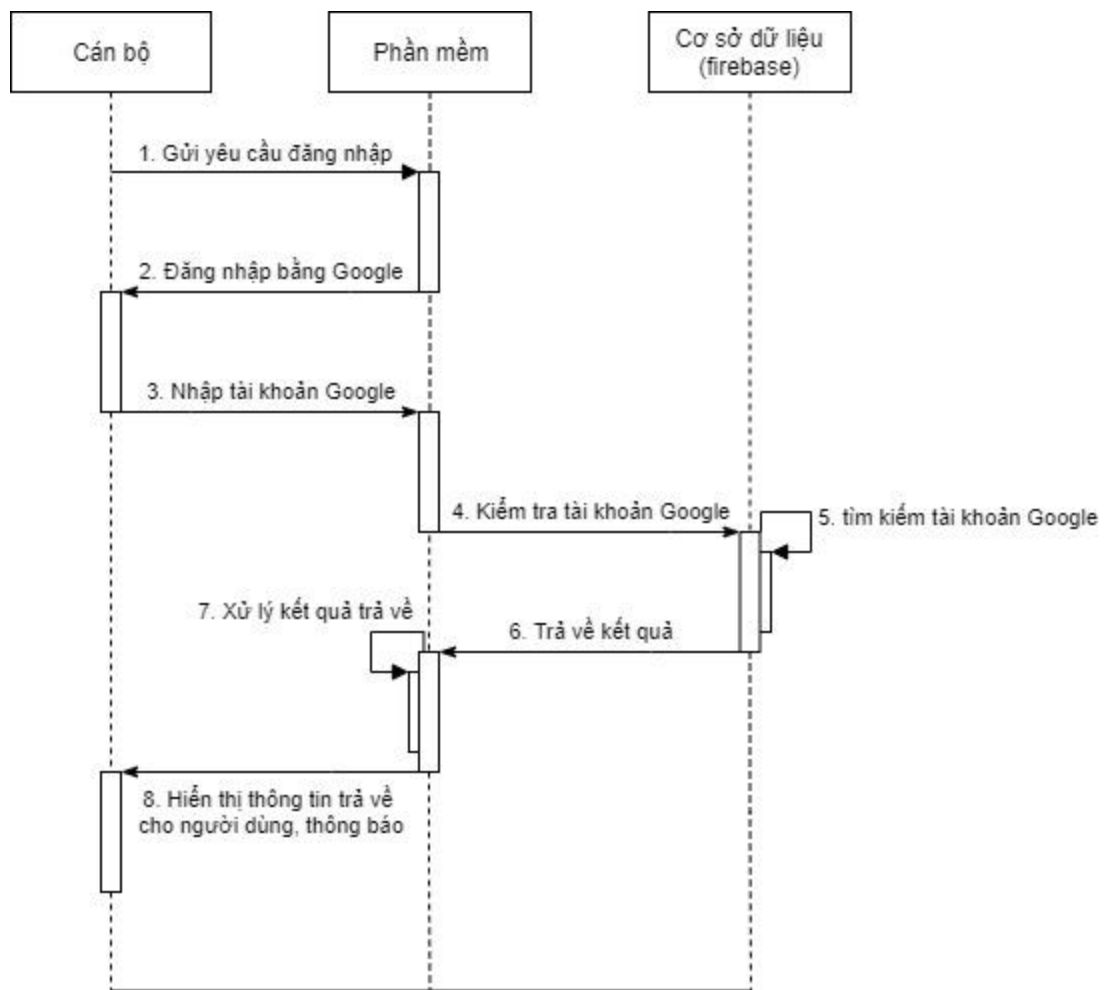 Cán bộ
Phần mềm
Cơ sở dữ liệu
(firebase)
1. Gửi yêu cầu đăng nhập
2. Đăng nhập bằng Google
3. Nhập tài khoản Google
4. Kiểm tra tài khoản Google
5. tìm kiếm tài khoản Google
7. Xử lý kết quả trả về
6. Trả về kết quả
8. Hiển thị thông tin trả về
cho người dùng, thông báo